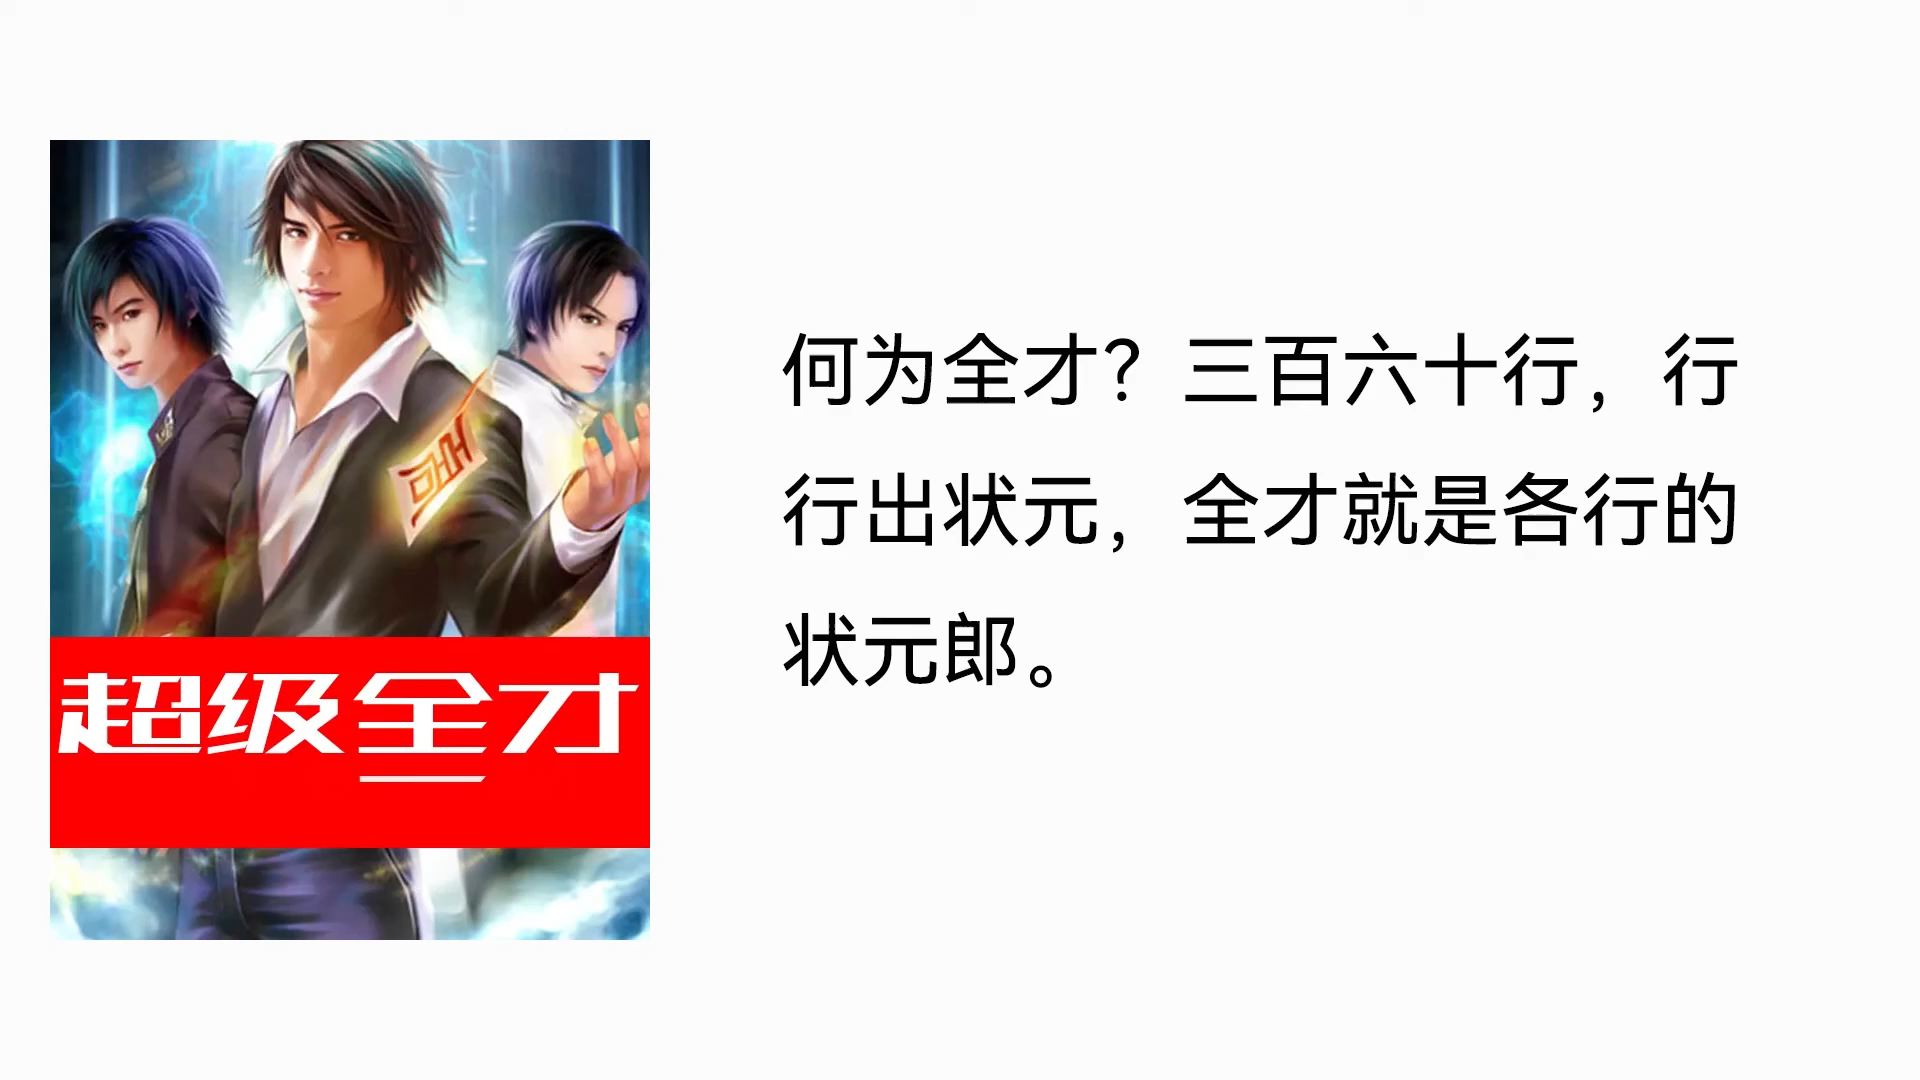 超级全才
何为全才？三百六十行，行
行出状元，全才就是各行的
状元郎。